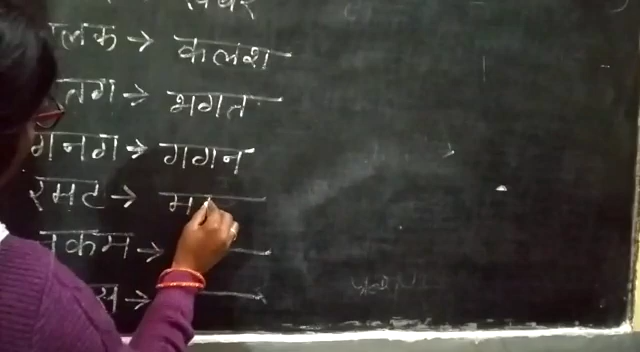 लक → कलश
तग → भगत
गनग → गगन
रमट → म
कम →
स →